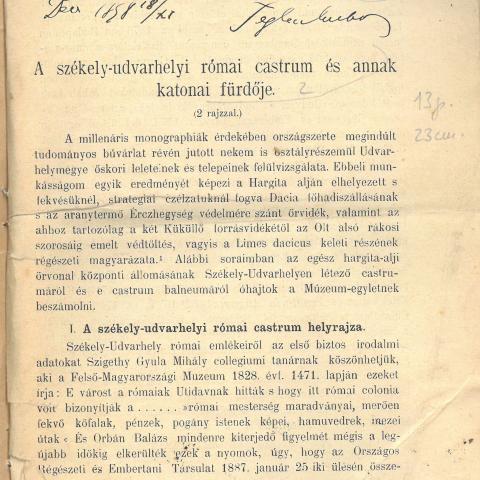 Dev 1898 18/XI
A székely-udvarhelyi római castrum és annak
katonai fürdője.
2
(2 rajzzal.)
13 p.
23 cm.
A millenáris monographiák érdekében országszerte megindúlt
tudományos búvárlat révén jutott nekem is osztályrészemül Udvar-
helymegye őskori leleteinek és telepeinek felülvizsgálata. Ebbeli mun-
kásságom egyik eredményét képezi a Hargita alján elhelyezett s
fekvésüknél, strategiai czélzatuknál fogva Dacia főhadiszállásának
s az aranytermő Érczhegység védelmére szánt őrvidék, valamint az
ahhoz tartozólag a két Küküllő forrásvidékétől az Olt alsó rákosi
szorosáig emelt védtöltés, vagyis a Limes dacicus keleti részének
régészeti magyarázata.¹ Alábbi soraimban az egész hargita-alji
őrvonal központi állomásának Székely-Udvarhelyen létező castru-
máról és e castrum balneumáról óhajtok a Múzeum-egyletnek
beszámolni.
I. A székely-udvarhelyi római castrum helyrajza.
Székely-Udvarhely római emlékeiről az első biztos irodalmi
adatokat Szigethy Gyula Mihály collegiumi tanárnak köszönhetjük,
aki a Felső-Magyarországi Muzeum 1828. évf. 1471. lapján ezeket
írja: E várost a rómaiak Utidavnak hitták s hogy itt római colonia
volt bizonyítják a . . . . . . »római mesterség maradványai, merően
fekvő kőfalak, pénzek, pogány istenek képei, hamuvedrek, mezei
útak « És Orbán Balázs mindenre kiterjedő figyelmét mégis a leg-
újabb időkig elkerülték ezek a nyomok, úgy, hogy az Országos
Régészeti és Embertani Társulat 1887. január 25 iki ülésén össze-